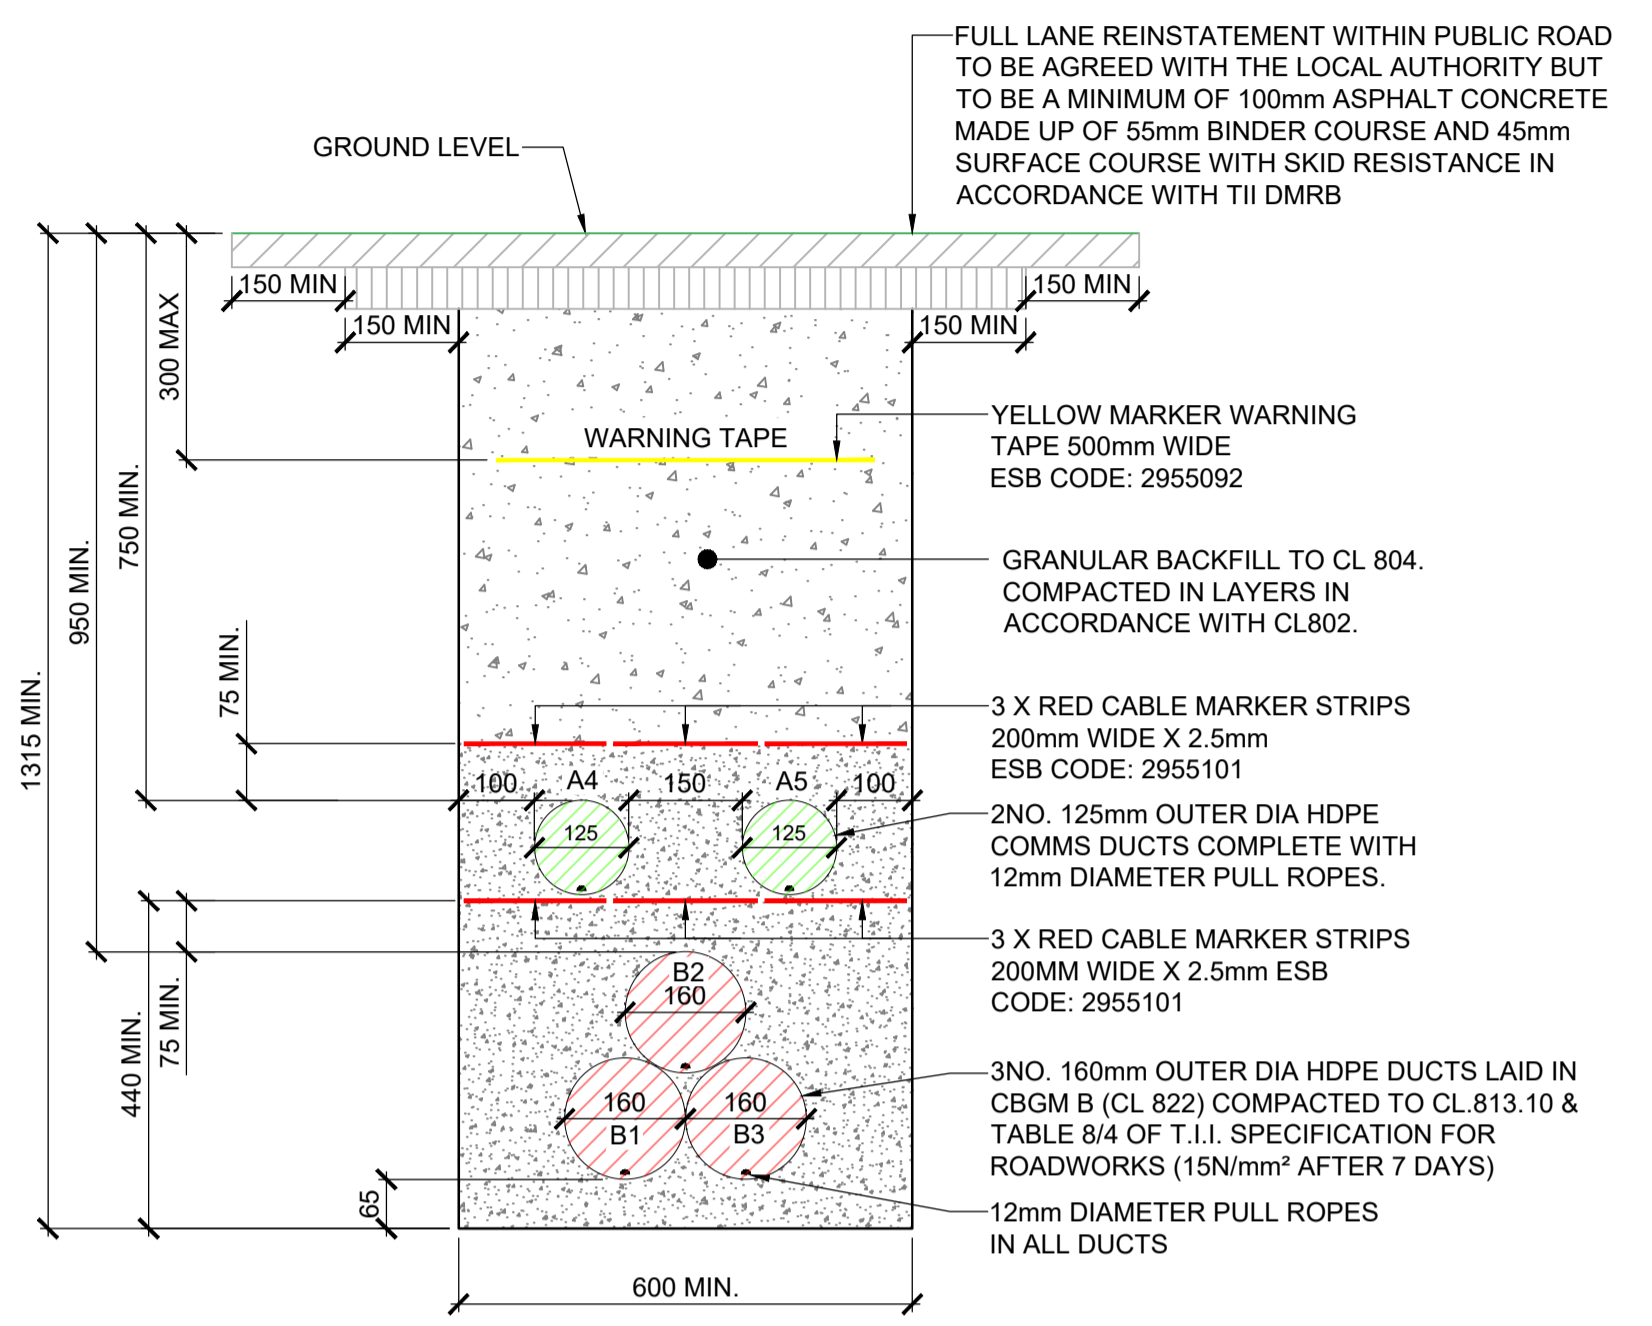 FULL LANE REINSTATEMENT WITHIN PUBLIC ROAD
TO BE AGREED WITH THE LOCAL AUTHORITY BUT
TO BE A MINIMUM OF 100mm ASPHALT CONCRETE
MADE UP OF 55mm BINDER COURSE AND 45mm
SURFACE COURSE WITH SKID RESISTANCE IN
ACCORDANCE WITH TII DMRB
GROUND LEVEL
150 MIN
150 MIN
150 MIN
150 MIN
300 MAX
750 MIN.
950 MIN.
1315 MIN.
75 MIN.
WARNING TAPE
YELLOW MARKER WARNING
TAPE 500mm WIDE
ESB CODE: 2955092
GRANULAR BACKFILL TO CL 804.
COMPACTED IN LAYERS IN
ACCORDANCE WITH CL802.
3 X RED CABLE MARKER STRIPS
200mm WIDE X 2.5mm
ESB CODE: 2955101
100
A4
150
A5
100
125
125
2NO. 125mm OUTER DIA HDPE
COMMS DUCTS COMPLETE WITH
12mm DIAMETER PULL ROPES.
3 X RED CABLE MARKER STRIPS
200MM WIDE X 2.5mm ESB
CODE: 2955101
75 MIN.
440 MIN.
B2
160
160
B1
160
B3
3NO. 160mm OUTER DIA HDPE DUCTS LAID IN
CBGM B (CL 822) COMPACTED TO CL.813.10 &
TABLE 8/4 OF T.I.I. SPECIFICATION FOR
ROADWORKS (15N/mm² AFTER 7 DAYS)
65
12mm DIAMETER PULL ROPES
IN ALL DUCTS
600 MIN.